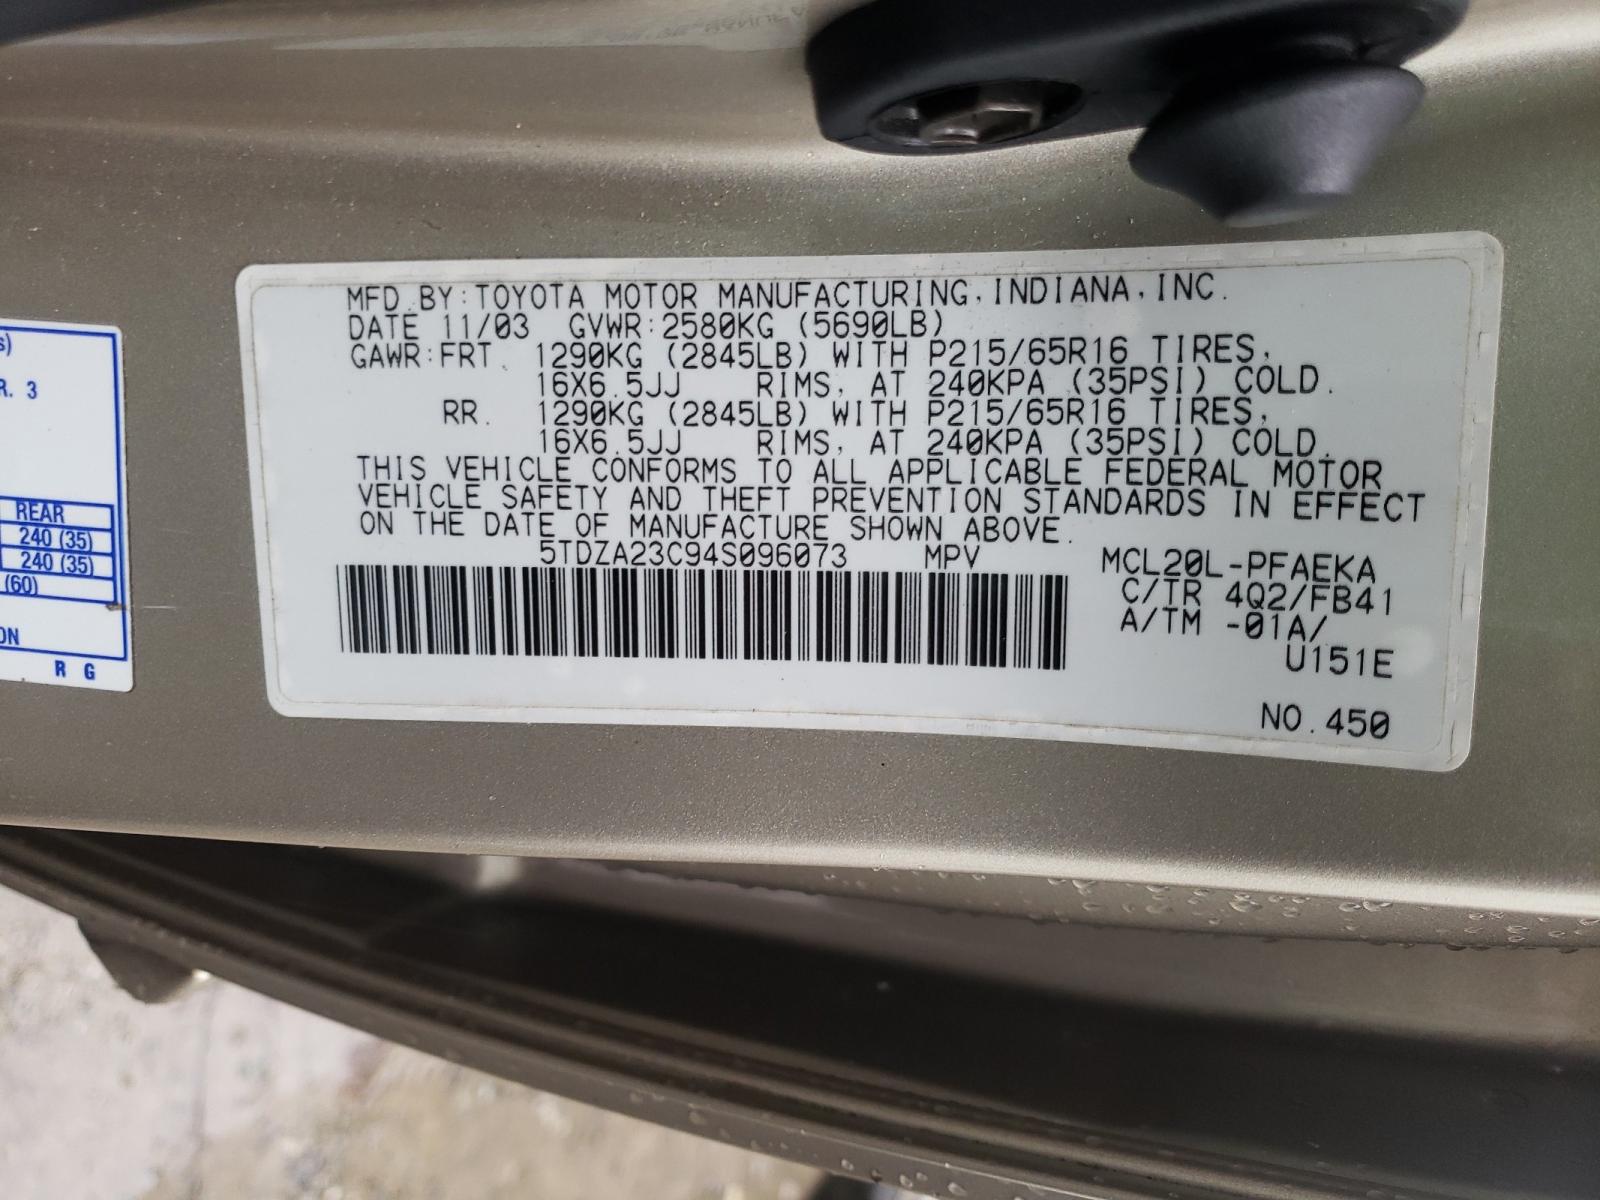 MFD.BY:TOYOTA MOTOR MANUFACTURING,INDIANA,INC.
DATE 11/03 GVWR:2580KG (5690LB)
GAWR:FRT. 1290KG (2845LB) WITH P215/65R16 TIRES,
16X6.5JJ RIMS, AT 240KPA (35PSI) COLD.
RR. 1290KG (2845LB) WITH P215/65R16 TIRES,
16X6.5JJ RIMS, AT 240KPA (35PSI) COLD.
THIS VEHICLE CONFORMS TO ALL APPLICABLE FEDERAL MOTOR
VEHICLE SAFETY AND THEFT PREVENTION STANDARDS IN EFFECT
ON THE DATE OF MANUFACTURE SHOWN ABOVE.
5TDZA23C94S096073 MPV MCL20L-PFAEKA
C/TR 4Q2/FB41
A/TM -01A/
U151E
NO.450
s)
R. 3
REAR
240 (35)
240 (35)
(60)
ON
R G